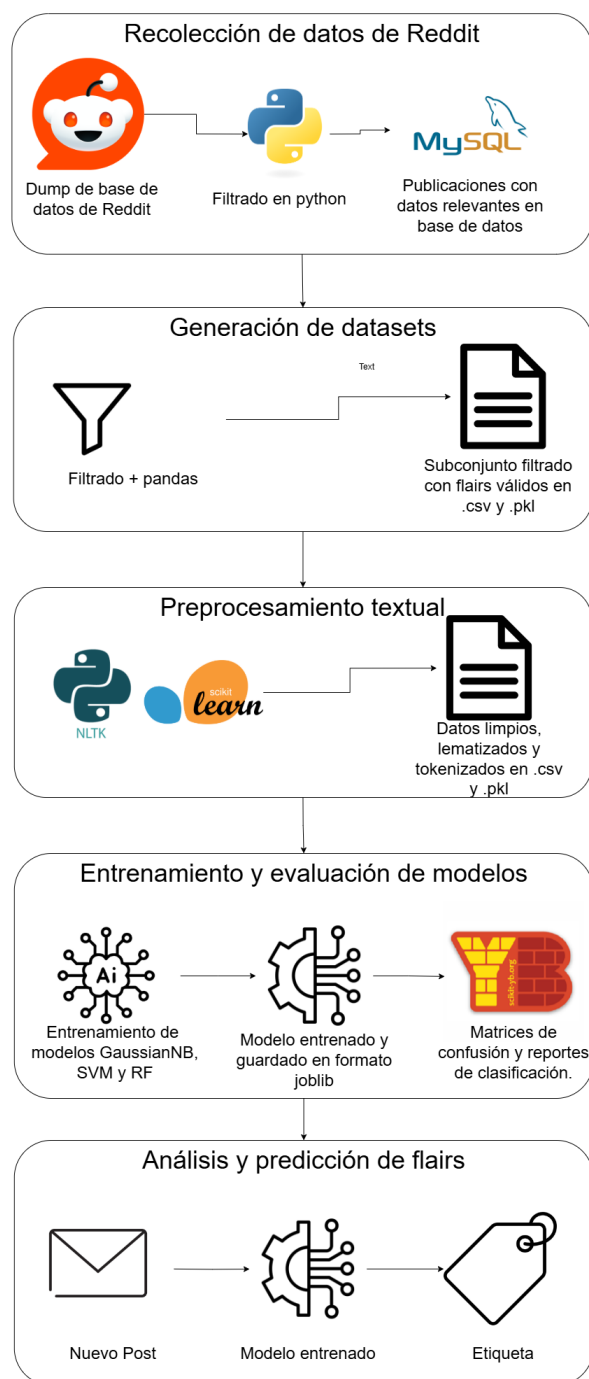 Recolección de datos de Reddit
MySQL
Dump de base de
datos de Reddit
Filtrado en python
Publicaciones con
datos relevantes en
base de datos
Generación de datasets
Text
Filtrado + pandas
Subconjunto filtrado
con flairs válidos en
.csv y .pkl
Preprocesamiento textual
NLTK
scikit
learn
Datos limpios,
lematizados y
tokenizados en .csv
y .pkl
Entrenamiento y evaluación de modelos
Ai
YB
scikit-yb.org
Entrenamiento de
modelos GaussianNB,
SVM y RF
Modelo entrenado y
guardado en formato
joblib
Matrices de
confusión y reportes
de clasificación.
Análisis y predicción de flairs
Nuevo Post
Modelo entrenado
Etiqueta